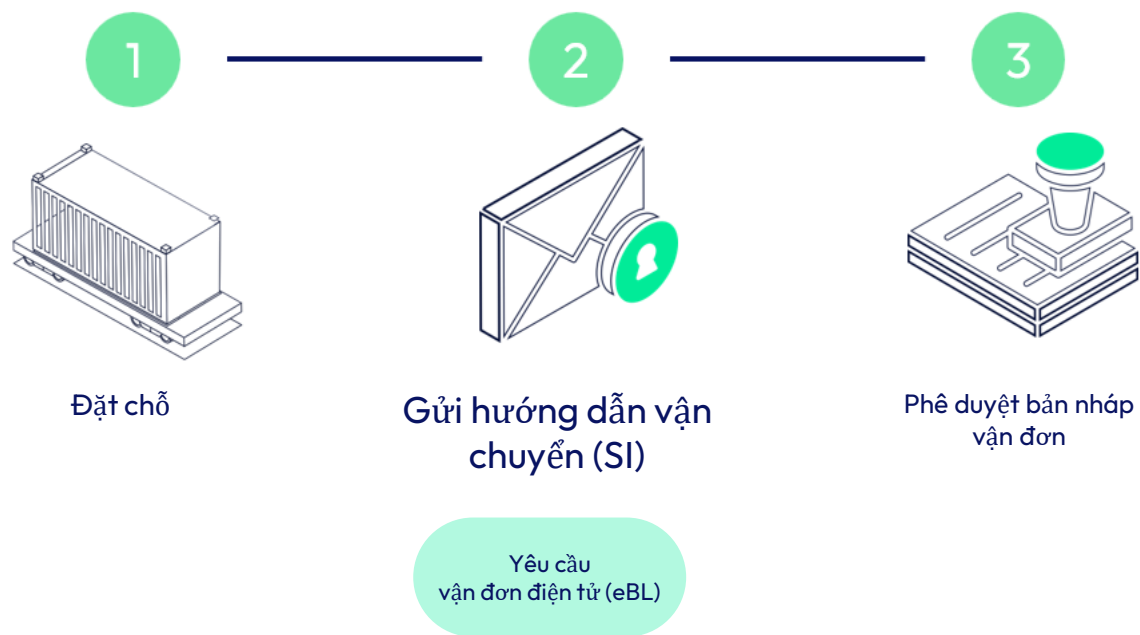 1
2
3
Đặt chỗ
Gửi hướng dẫn vận
chuyển (SI)
Phê duyệt bản nháp
vận đơn
Yêu cầu
vận đơn điện tử (eBL)